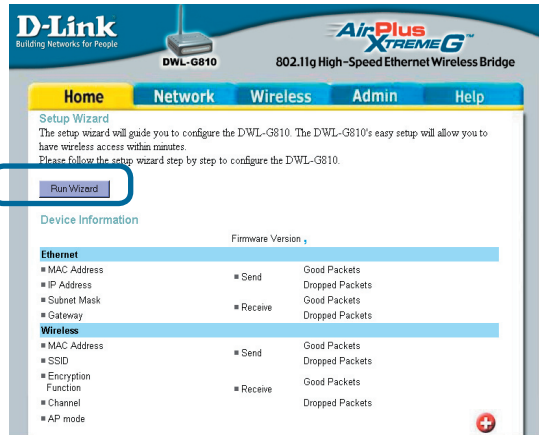 D-Link
Building Networks for People
DWL-G810
AirPlus
XTREME G™
802.11g High-Speed Ethernet Wireless Bridge
Home Network Wireless Admin Help
Setup Wizard
The setup wizard will guide you to configure the DWL-G810. The DWL-G810's easy setup will allow you to
have wireless access within minutes.
Please follow the setup wizard step by step to configure the DWL-G810.
Run Wizard
Device Information
Firmware Version ,
Ethernet
MAC Address
IP Address
Subnet Mask
Gateway
Send
Receive
Good Packets
Dropped Packets
Good Packets
Dropped Packets
Wireless
MAC Address
SSID
Encryption
Function
Channel
AP mode
Send
Receive
Good Packets
Dropped Packets
Good Packets
Dropped Packets